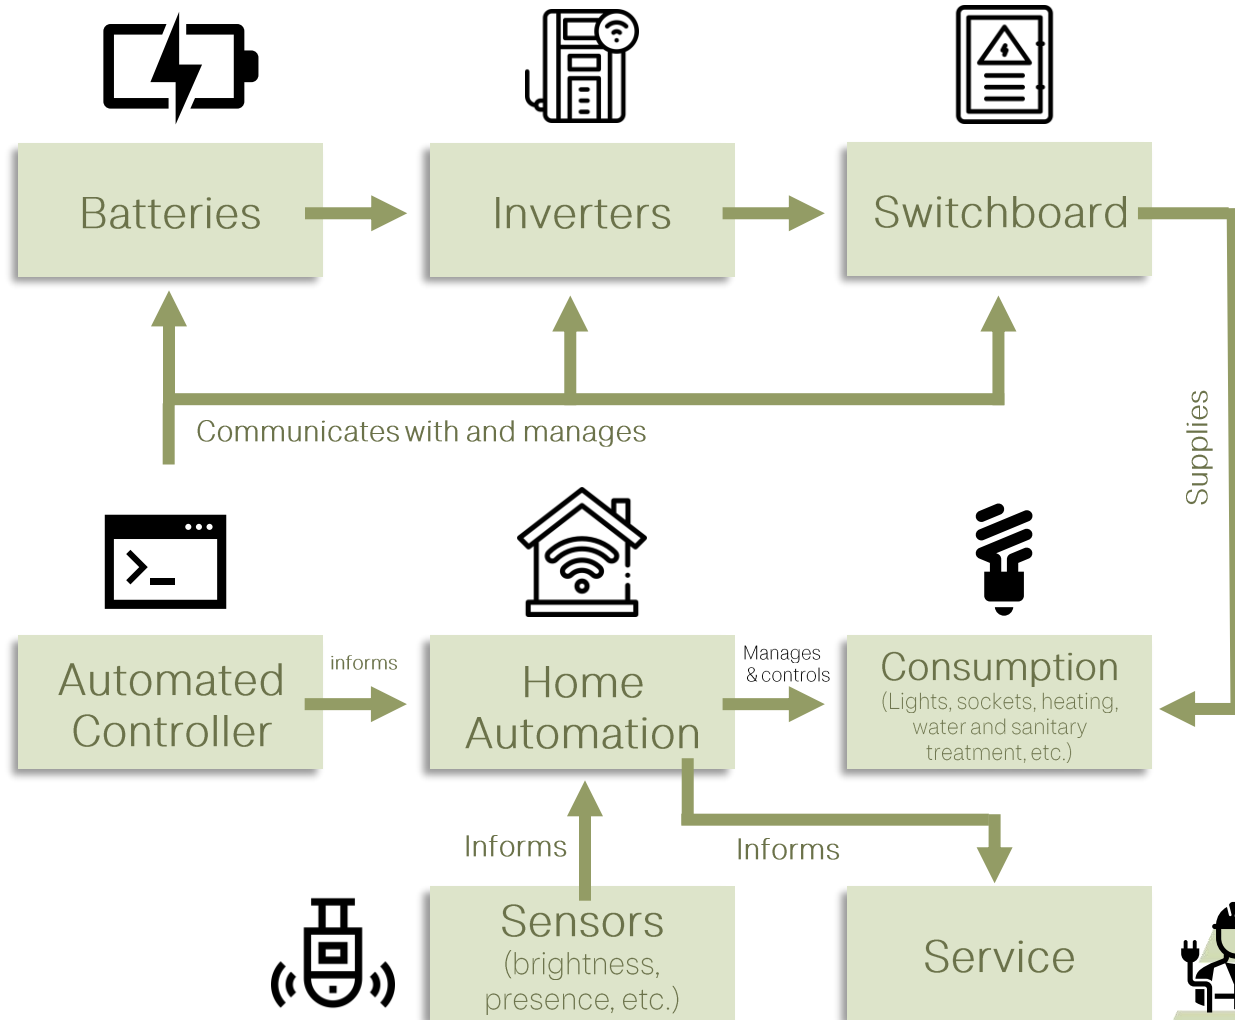 Batteries
Inverters
Switchboard
Communicates with and manages
Supplies
>_
Automated
Controller
informs
Home
Automation
Manages
& controls
Consumption
(Lights, sockets, heating,
water and sanitary
treatment, etc.)
Informs
Informs
Sensors
(brightness,
presence, etc.)
Service